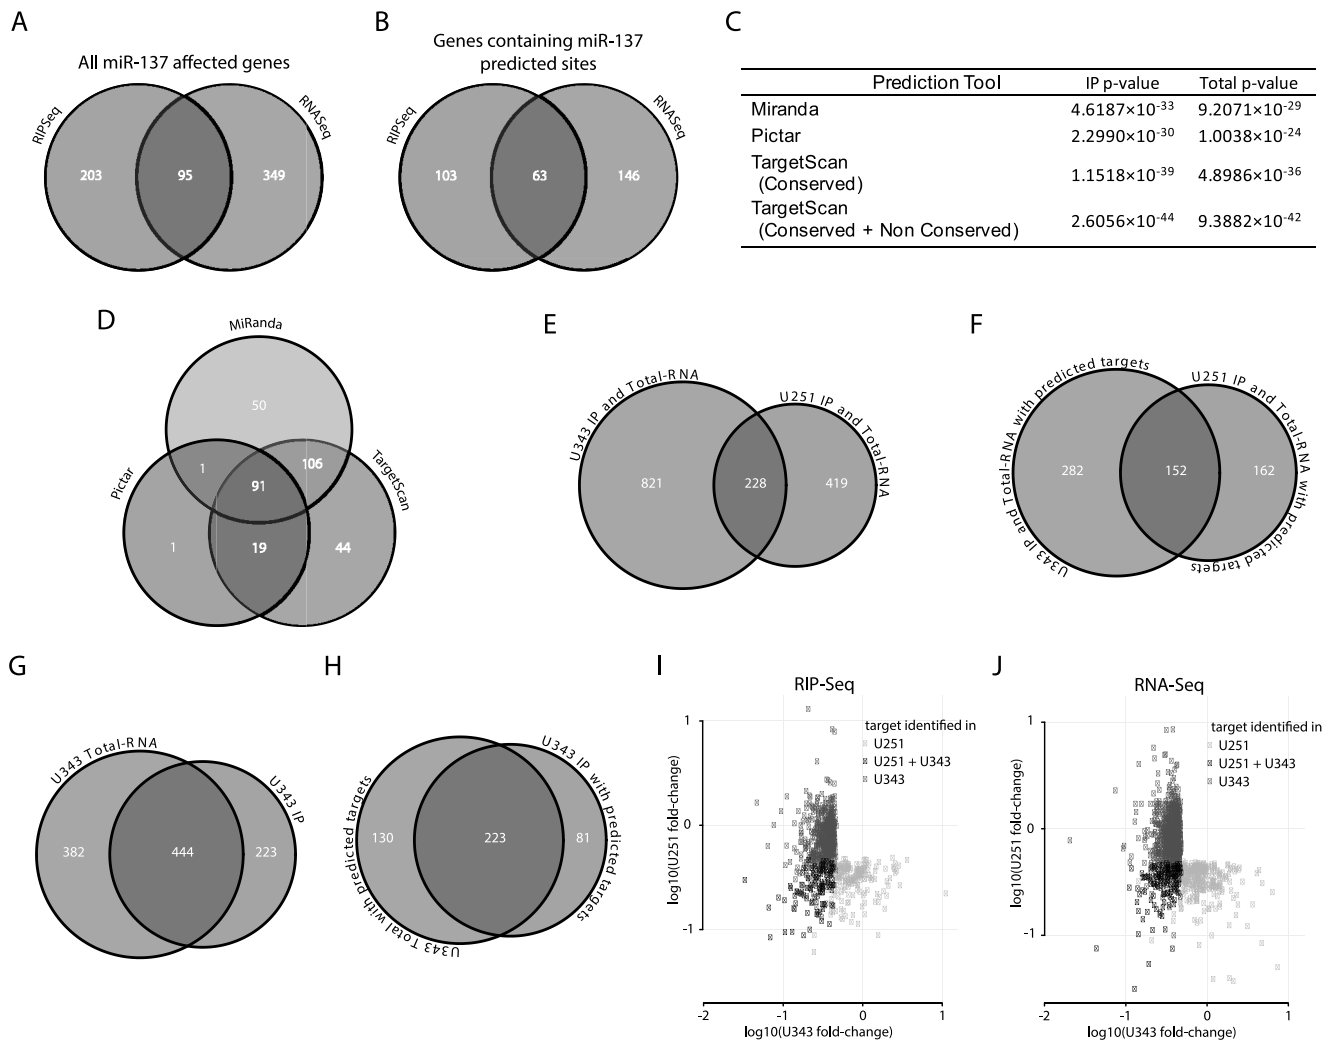 A
All miR-137 affected genes
RIPSeq
RNASeq
203
95
349
B
Genes containing miR-137
predicted sites
RIPSeq
RNASeq
103
63
146
C
Prediction Tool IP p-value Total p-value
Miranda 4.6187×10⁻³³ 9.2071×10⁻²⁹
Pictar 2.2990×10⁻³⁰ 1.0038×10⁻²⁴
TargetScan
(Conserved) 1.1518×10⁻³⁹ 4.8986×10⁻³⁶
TargetScan
(Conserved + Non Conserved) 2.6056×10⁻⁴⁴ 9.3882×10⁻⁴²
D
MiRanda
Pictar
TargetScan
50
1
106
91
1
19
44
E
U343 IP and Total-RNA
U251 IP and Total-RNA
821
228
419
F
U343 IP and Total-RNA with predicted targets
U251 IP and Total-RNA with predicted targets
282
152
162
G
U343 Total-RNA
U343 IP
382
444
223
H
U343 Total with predicted targets
U343 IP with predicted targets
130
223
81
I
RIP-Seq
target identified in
U251
U251 + U343
U343
log10(U251 fold-change)
1
0
-1
-2
-1
0
1
log10(U343 fold-change)
J
RNA-Seq
target identified in
U251
U251 + U343
U343
log10(U251 fold-change)
1
0
-1
-2
-1
0
1
log10(U343 fold-change)